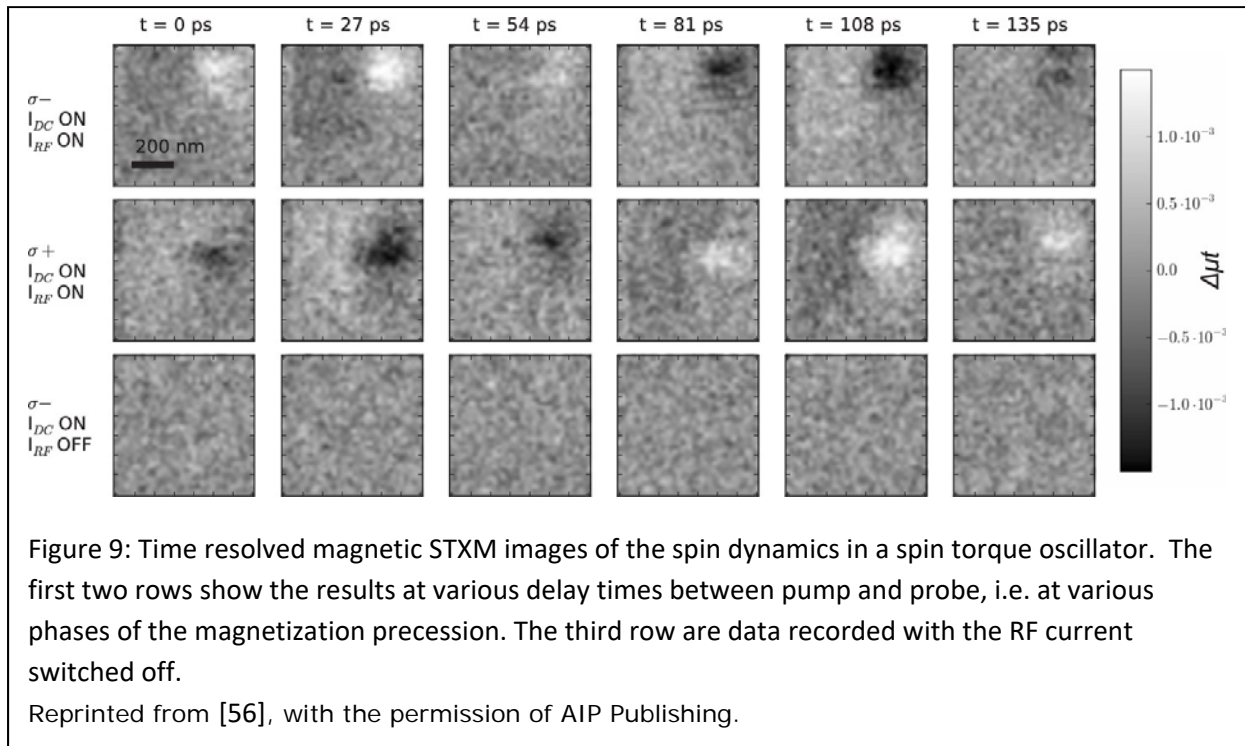 t = 0 ps t = 27 ps t = 54 ps t = 81 ps t = 108 ps t = 135 ps
σ−
I_DC ON
I_RF ON
200 nm
σ+
I_DC ON
I_RF ON
σ−
I_DC ON
I_RF OFF
1.0·10⁻³
0.5·10⁻³
0.0
−0.5·10⁻³
−1.0·10⁻³
Δμt
Figure 9: Time resolved magnetic STXM images of the spin dynamics in a spin torque oscillator. The
first two rows show the results at various delay times between pump and probe, i.e. at various
phases of the magnetization precession. The third row are data recorded with the RF current
switched off.
Reprinted from [56], with the permission of AIP Publishing.